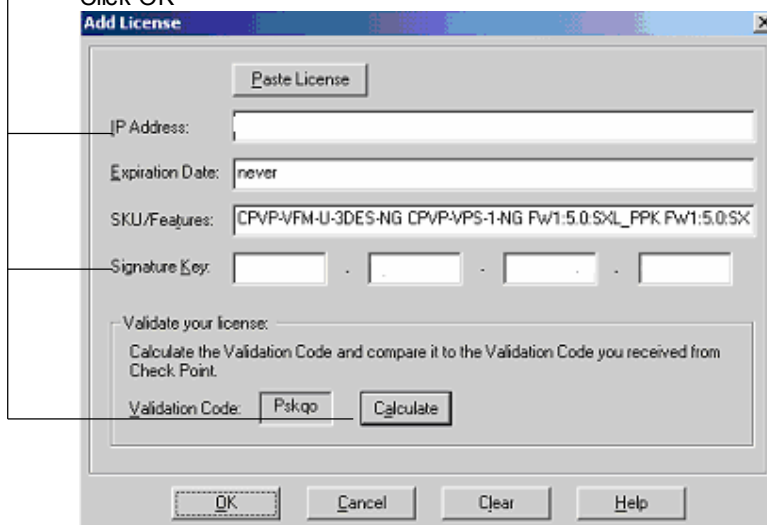 Click OK
Add License
Paste License
IP Address:
Expiration Date: never
SKU/Features: CPVP-VFM-U-3DES-NG CPVP-VPS-1-NG FW1:5.0:SXL_PPK FW1:5.0:SX
Signature Key: - - -
Validate your license:
Calculate the Validation Code and compare it to the Validation Code you received from
Check Point.
Validation Code: Pskqo Calculate
OK Cancel Clear Help